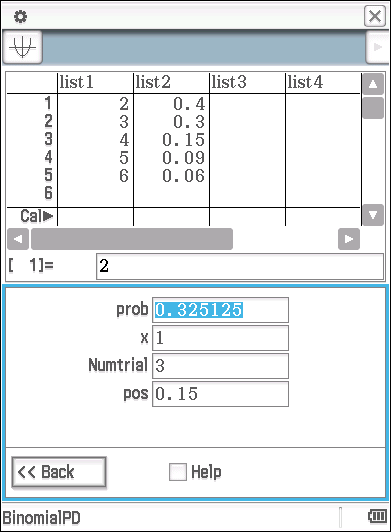 list1 list2 list3 list4
1 2 0.4
2 3 0.3
3 4 0.15
4 5 0.09
5 6 0.06
6
Cal▶
[ 1]= 2
prob 0.325125
x 1
Numtrial 3
pos 0.15
<< Back Help
BinomialPD